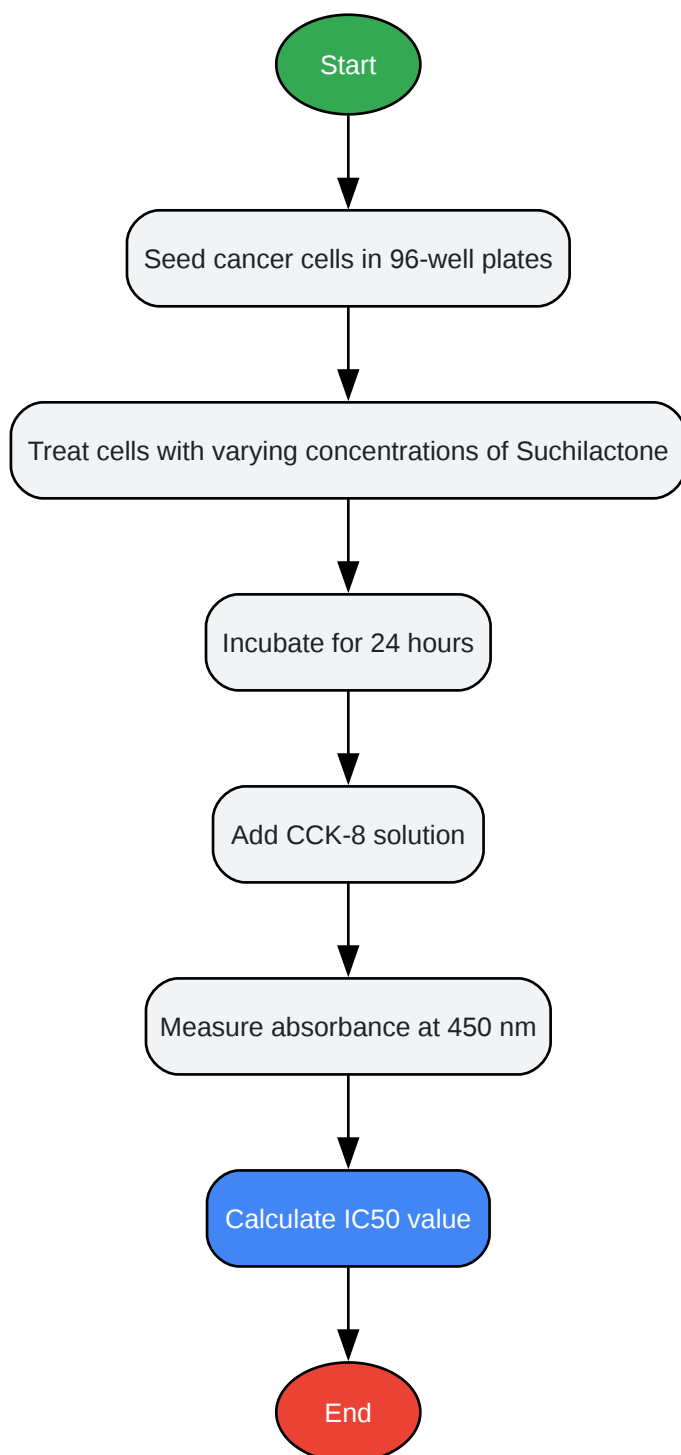 Start
Seed cancer cells in 96-well plates
Treat cells with varying concentrations of Suchilactone
Incubate for 24 hours
Add CCK-8 solution
Measure absorbance at 450 nm
Calculate IC50 value
End